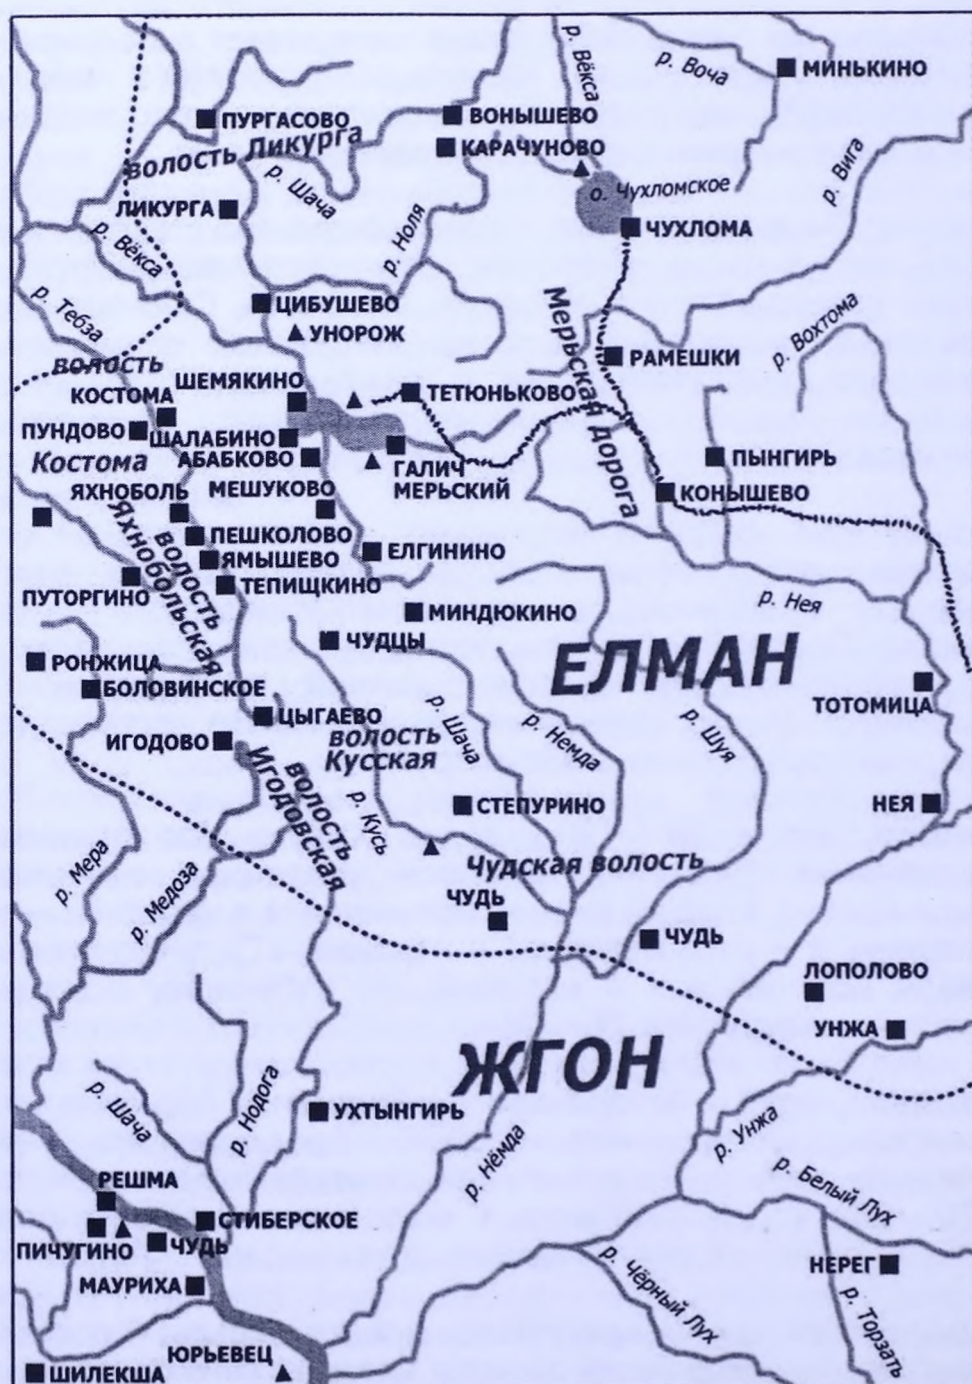 р. Вёкса
р. Воча
МИНЬКИНО
ПУРГАСОВО
ВОНЫШЕВО
волость Ликурга
КАРАЧУНОВО
р. Шача
о. Чухломское
р. Вига
ЛИКУРГА
ЧУХЛОМА
р. Вёкса
р. Ноля
р. Тебза
ЦИБУШЕВО
УНОРОЖ
Мерьская дорога
р. Вохтома
РАМЕШКИ
волость
КОСТОМА
ШЕМЯКИНО
ТЕТЮНЬКОВО
ПУНДОВО
ШАЛАБИНО
АБАБКОВО
Костома
ГАЛИЧ
МЕРЬСКИЙ
ПЫНГИРЬ
ЯХНОБОЛЬ
МЕШУКОВО
КОНЫШЕВО
ПЕШКОЛОВО
ЕЛГИНИНО
волость
Яхнобольская
ЯМЫШЕВО
ПУТОРГИНО
ТЕПИЩКИНО
р. Нея
МИНДЮКИНО
ЧУДЦЫ
РОНЖИЦА
ЕЛМАН
БОЛОВИНСКОЕ
ТОТОМИЦА
ЦЫГАЕВО
р. Шача
р. Немда
р. Шуя
ИГОДОВО
волость
Кусская
волость
Игодовская
р. Кусь
СТЕПУРИНО
НЕЯ
р. Мера
р. Медоза
Чудская волость
ЧУДЬ
ЧУДЬ
ЛОПОЛОВО
УНЖА
ЖГОН
р. Шача
р. Нодога
УХТЫНГИРЬ
р. Унжа
р. Нёмда
РЕШМА
р. Белый Лух
СТИБЕРСКОЕ
ПИЧУГИНО
ЧУДЬ
МАУРИХА
НЕРЕГ
р. Чёрный Лух
р. Торзать
ЮРЬЕВЕЦ
ШИЛЕКША